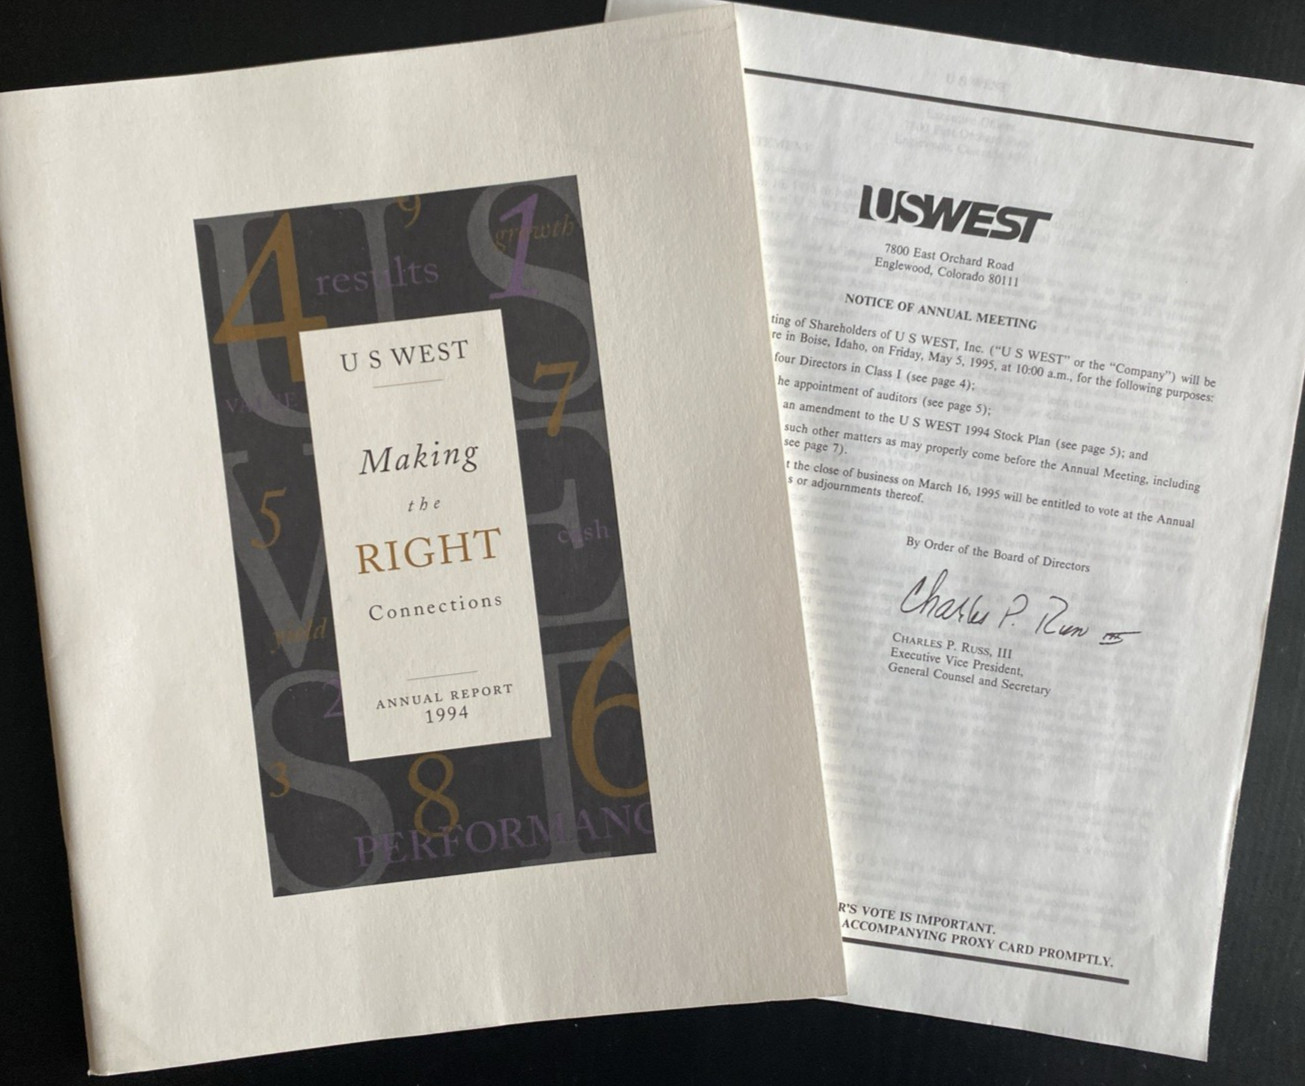 4
9
1
growth
results
U S WEST
7
VALUE
Making
the
5
RIGHT
cash
Connections
yield
2
6
ANNUAL REPORT
1994
3
8
PERFORMANC
USWEST
7800 East Orchard Road
Englewood, Colorado 80111
NOTICE OF ANNUAL MEETING
ting of Shareholders of U S WEST, Inc. ("U S WEST" or the "Company") will be
re in Boise, Idaho, on Friday, May 5, 1995, at 10:00 a.m., for the following purposes:
four Directors in Class I (see page 4);
he appointment of auditors (see page 5);
an amendment to the U S WEST 1994 Stock Plan (see page 5); and
such other matters as may properly come before the Annual Meeting, including
see page 7).
t the close of business on March 16, 1995 will be entitled to vote at the Annual
s or adjournments thereof.
By Order of the Board of Directors
Charles P. Russ III
CHARLES P. RUSS, III
Executive Vice President,
General Counsel and Secretary
R'S VOTE IS IMPORTANT.
ACCOMPANYING PROXY CARD PROMPTLY.